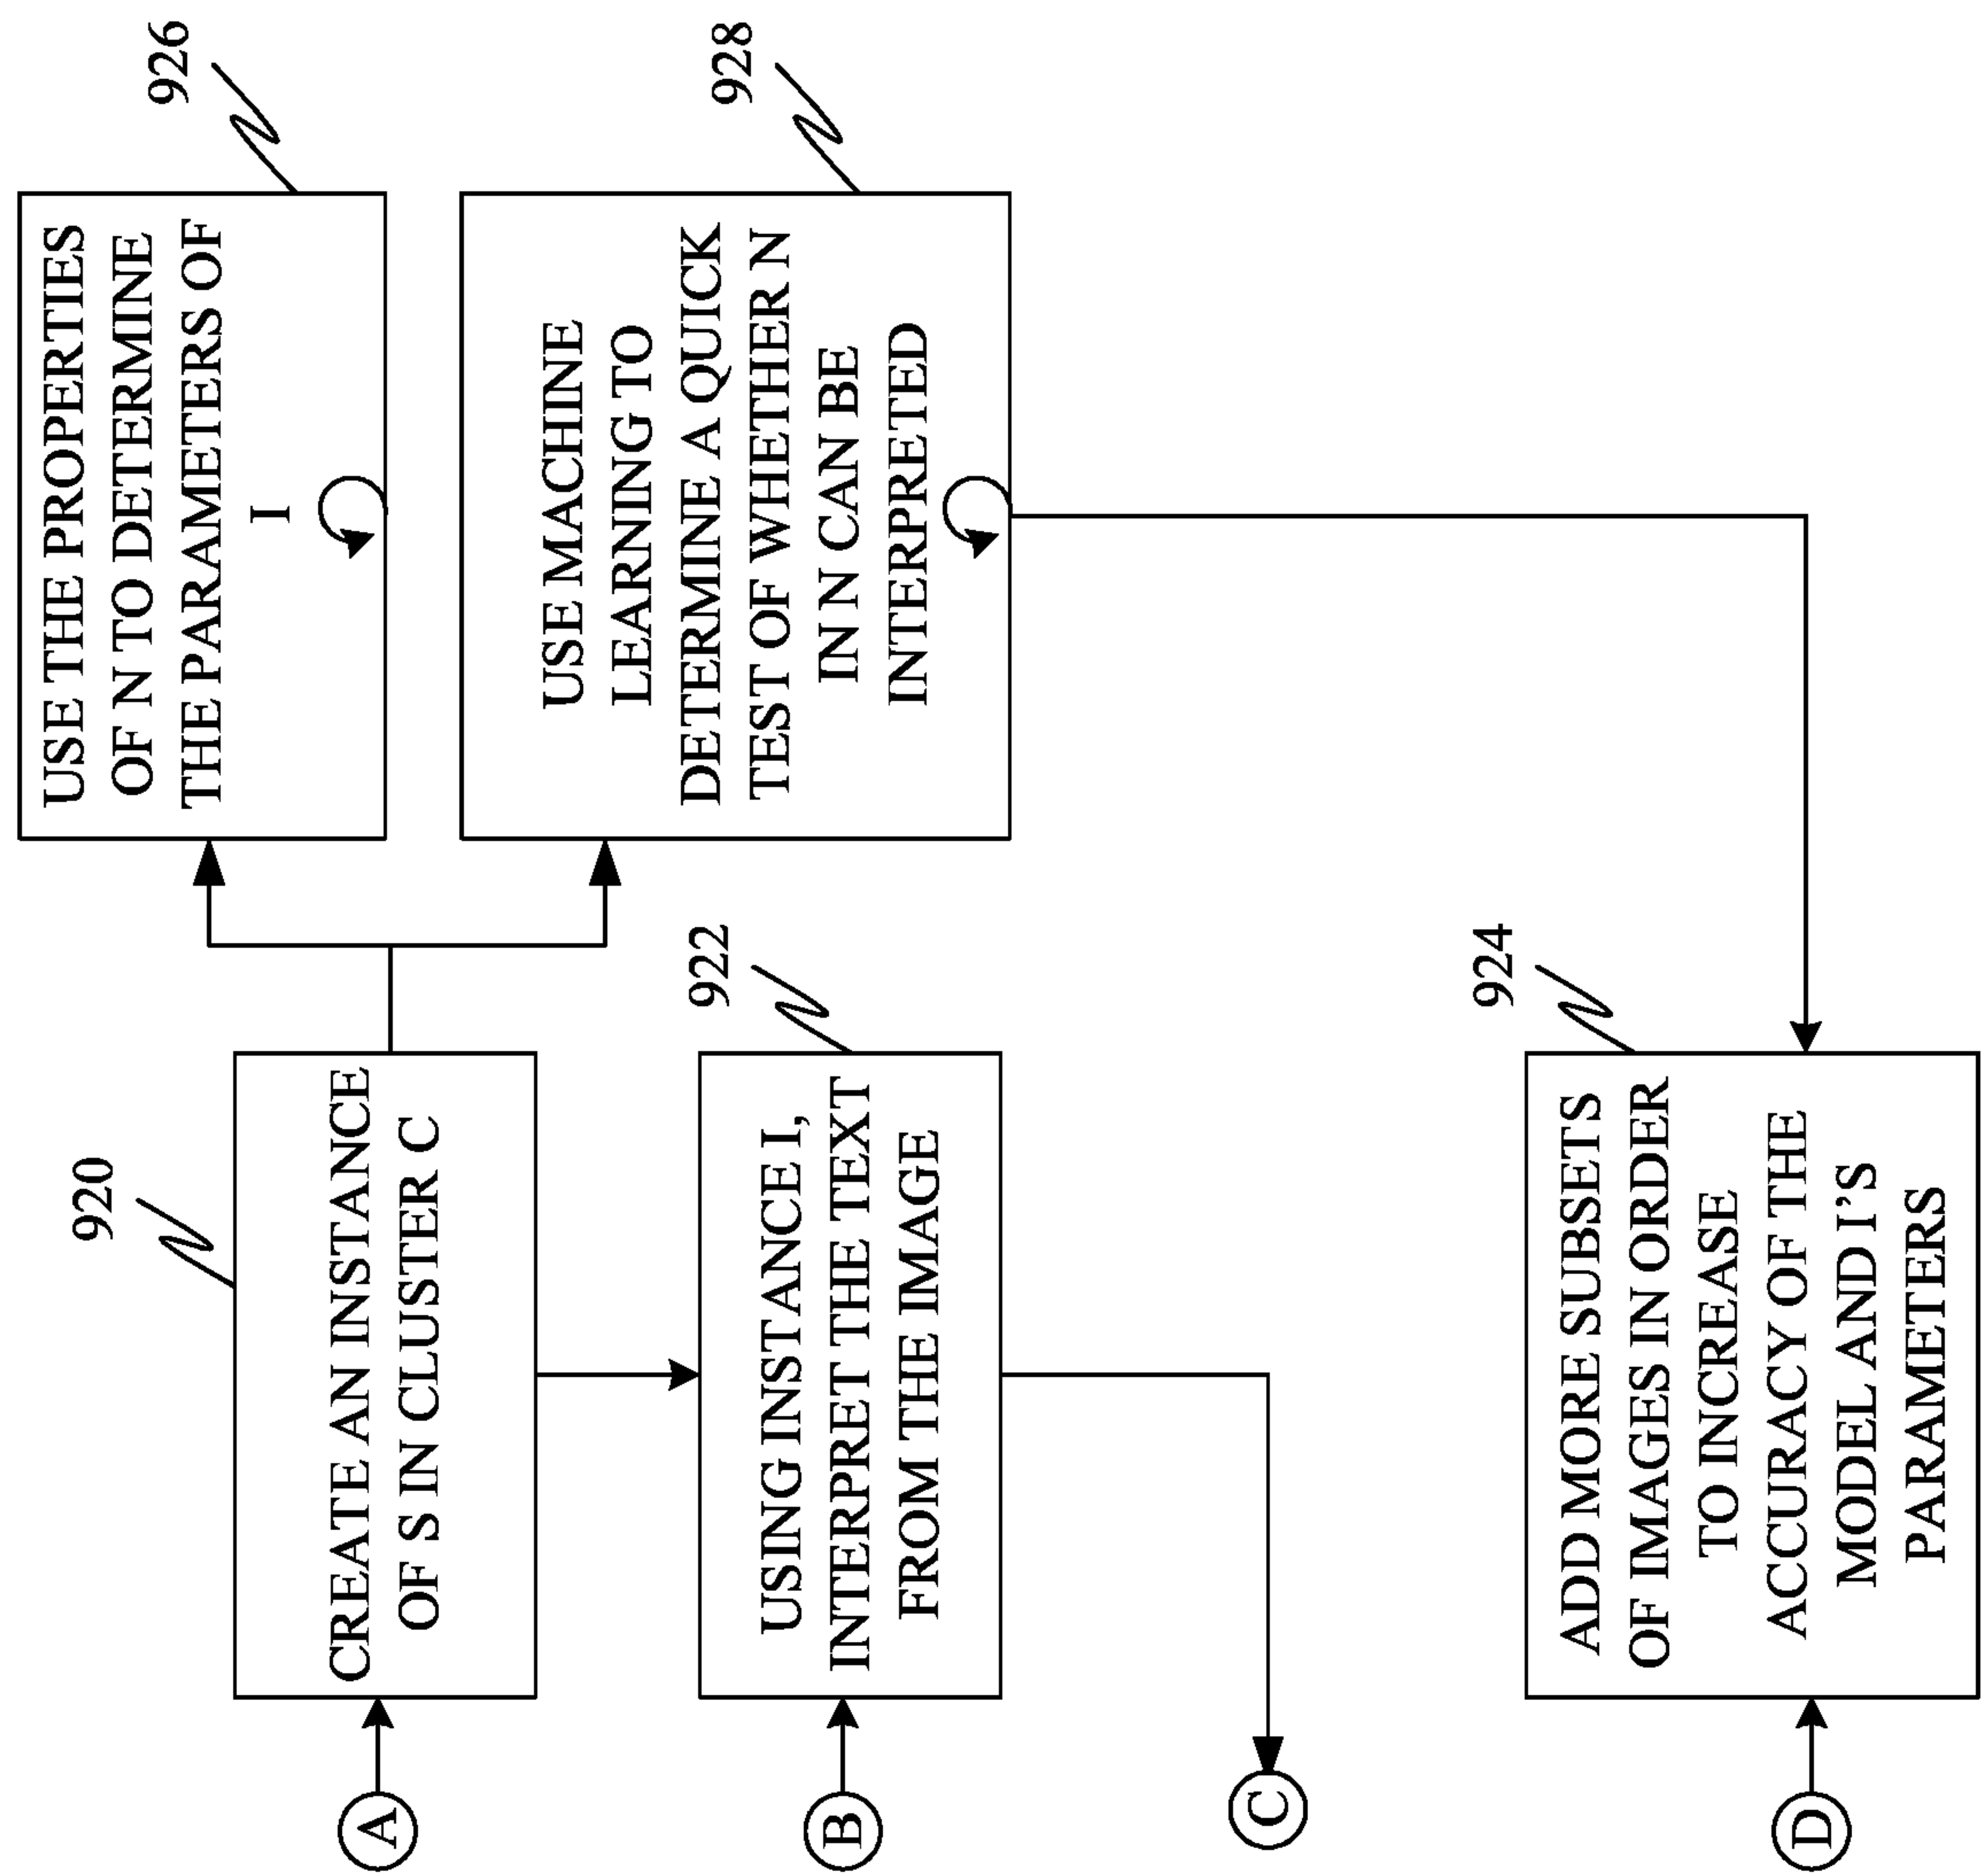 920
A
CREATE AN INSTANCE
OF S IN CLUSTER C
926
USE THE PROPERTIES
OF N TO DETERMINE
THE PARAMETERS OF
I
922
B
USING INSTANCE I,
INTERPRET THE TEXT
FROM THE IMAGE
928
USE MACHINE
LEARNING TO
DETERMINE A QUICK
TEST OF WHETHER N
IN N CAN BE
INTERPRETED
C
924
D
ADD MORE SUBSETS
OF IMAGES IN ORDER
TO INCREASE
ACCURACY OF THE
MODEL AND I'S
PARAMETERS